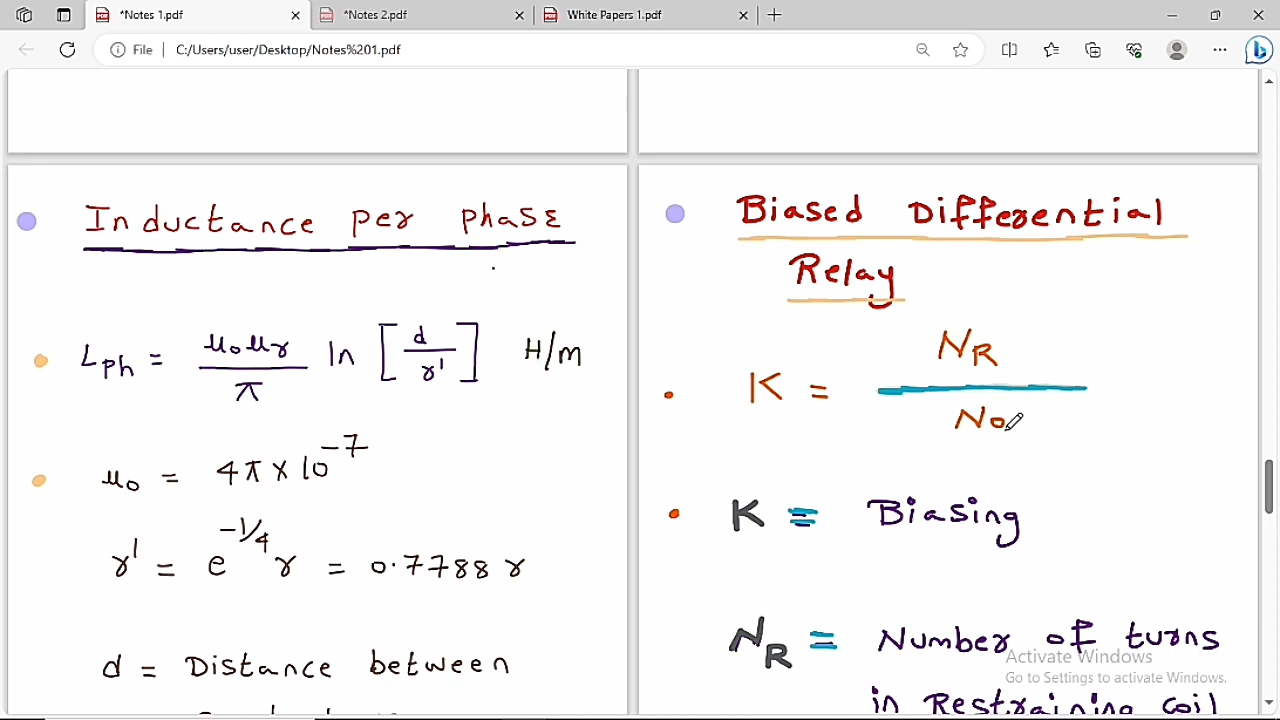 *Notes 1.pdf
*Notes 2.pdf
White Papers 1.pdf
File
C:/Users/user/Desktop/Notes%201.pdf
Inductance per phase
Lph = μ₀μr / π ln [ d / r' ] H/m
μ₀ = 4π × 10⁻⁷
r' = e^-1/4 r = 0.7788 r
d = Distance between
Biased Differential
Relay
K = NR / No
K = Biasing
NR = Number of turns
in Restraining coil
Activate Windows
Go to Settings to activate Windows.